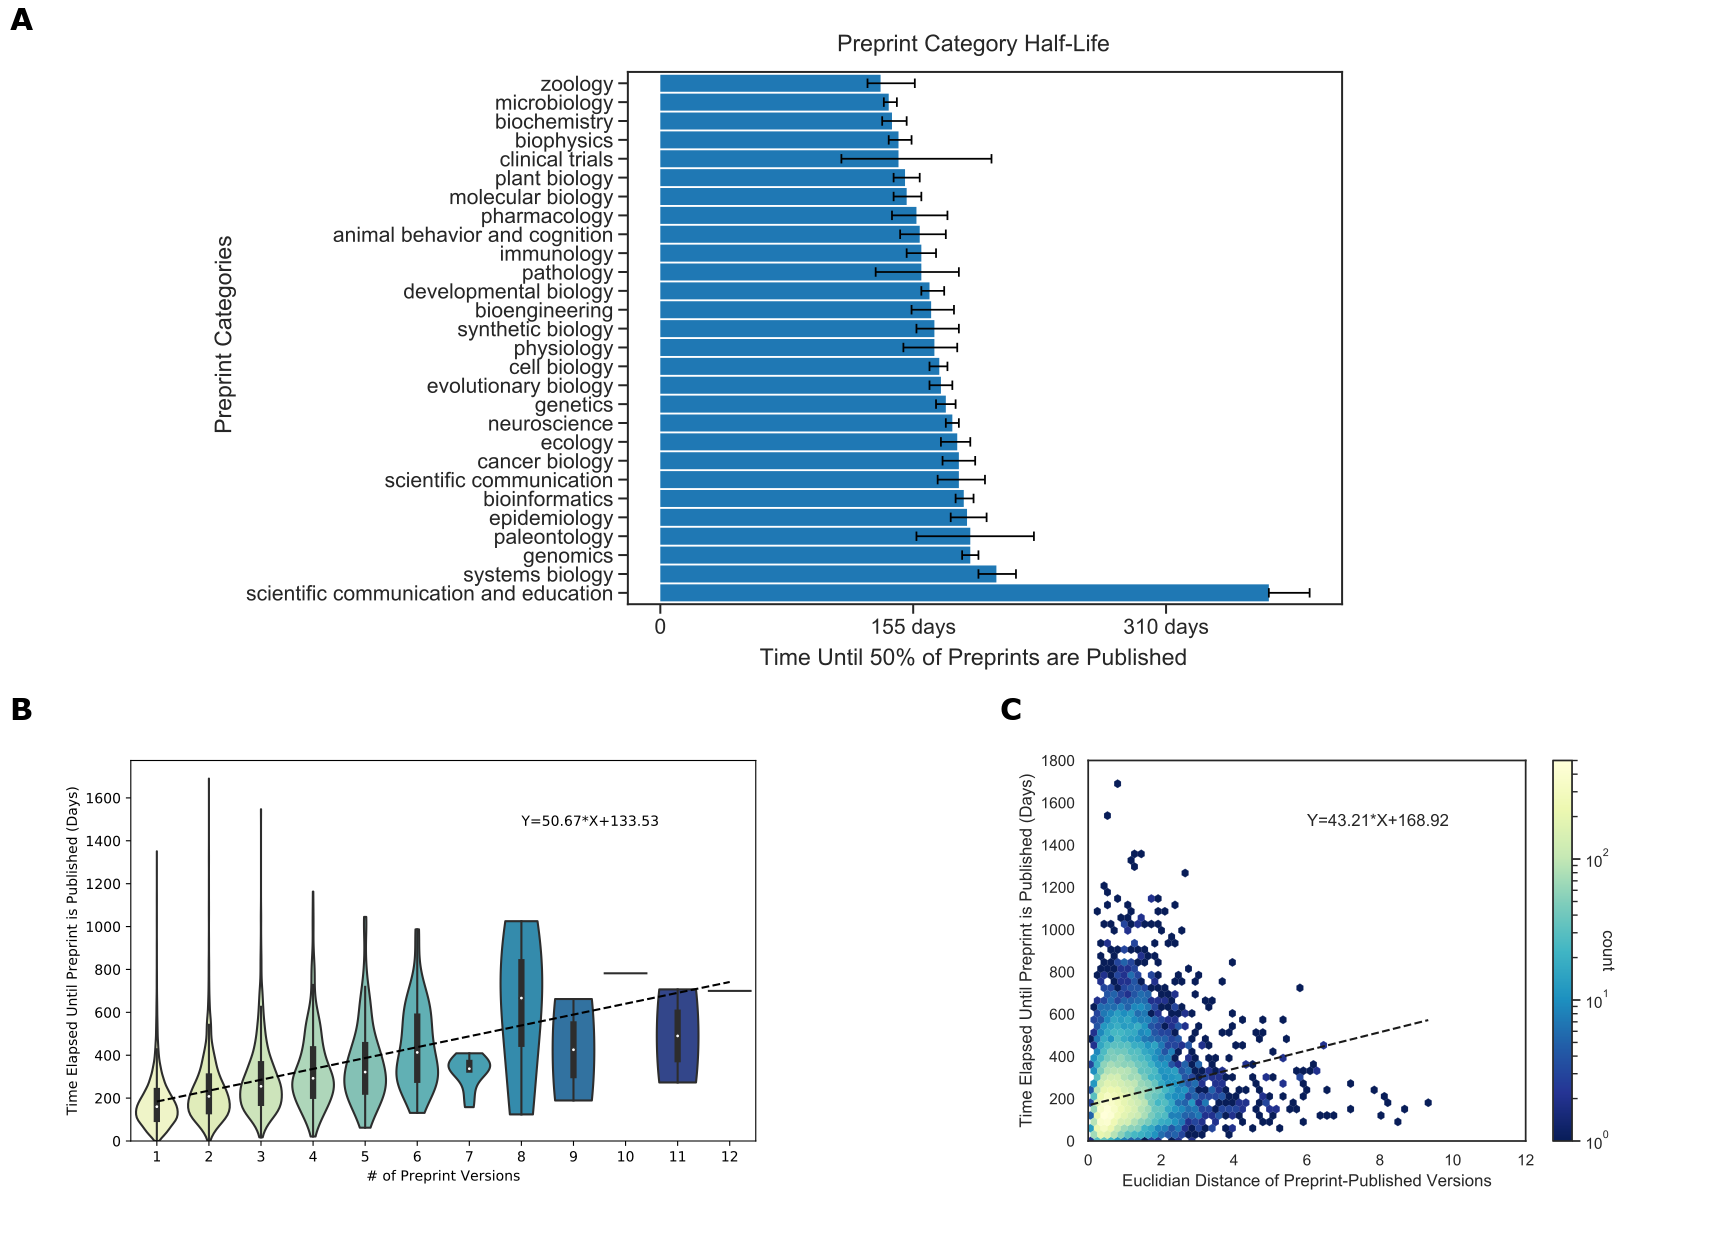 A
Preprint Category Half-Life
Preprint Categories
zoology
microbiology
biochemistry
biophysics
clinical trials
plant biology
molecular biology
pharmacology
animal behavior and cognition
immunology
pathology
developmental biology
bioengineering
synthetic biology
physiology
cell biology
evolutionary biology
genetics
neuroscience
ecology
cancer biology
scientific communication
bioinformatics
epidemiology
paleontology
genomics
systems biology
scientific communication and education
0 155 days 310 days
Time Until 50% of Preprints are Published
B
Time Elapsed Until Preprint is Published (Days)
1600
1400
1200
1000
800
600
400
200
0
Y=50.67*X+133.53
1 2 3 4 5 6 7 8 9 10 11 12
# of Preprint Versions
C
Time Elapsed Until Preprint is Published (Days)
1800
1600
1400
1200
1000
800
600
400
200
0
Y=43.21*X+168.92
0 2 4 6 8 10 12
Euclidian Distance of Preprint-Published Versions
10²
10¹
10⁰
count